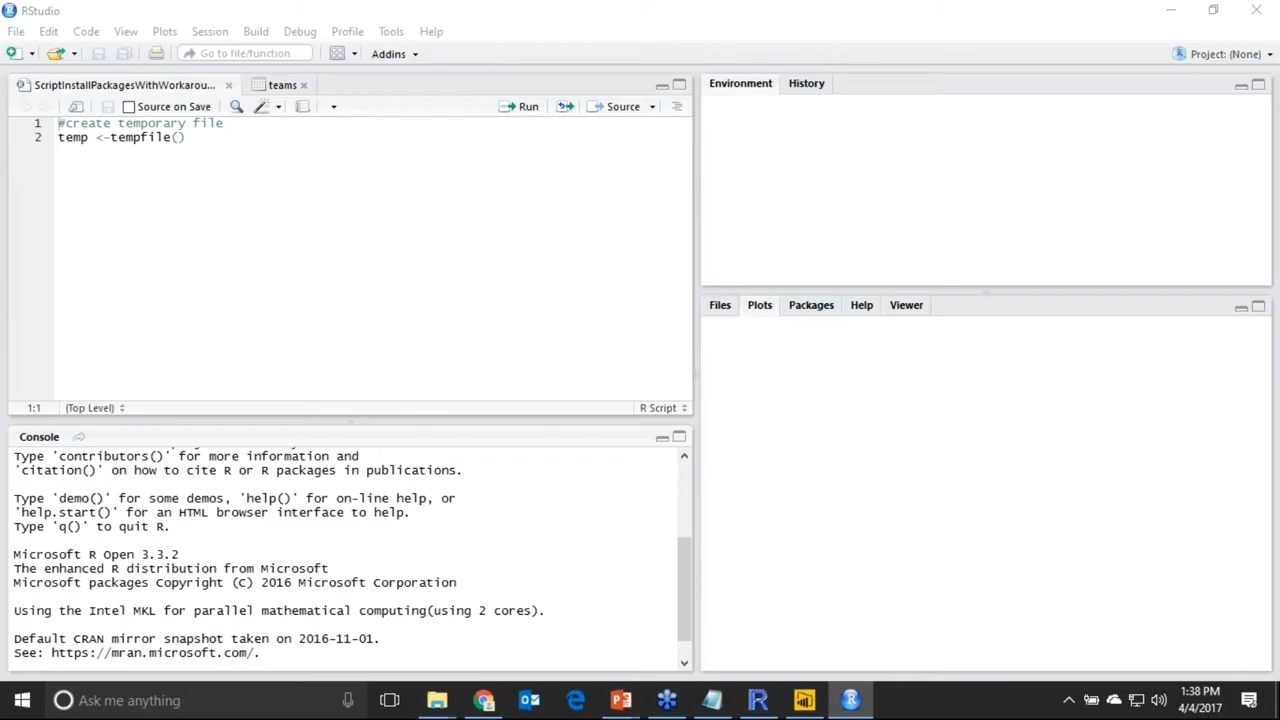 RStudio
File Edit Code View Plots Session Build Debug Profile Tools Help
Go to file/function Addins Project: (None)
ScriptInstallPackagesWithWorkarou... teams
Source on Save Run Source
1 #create temporary file
2 temp <-tempfile()
1:1 (Top Level) R Script
Console
Type 'contributors()' for more information and
'citation()' on how to cite R or R packages in publications.
Type 'demo()' for some demos, 'help()' for on-line help, or
'help.start()' for an HTML browser interface to help.
Type 'q()' to quit R.
Microsoft R Open 3.3.2
The enhanced R distribution from Microsoft
Microsoft packages Copyright (C) 2016 Microsoft Corporation
Using the Intel MKL for parallel mathematical computing(using 2 cores).
Default CRAN mirror snapshot taken on 2016-11-01.
See: https://mran.microsoft.com/.
Environment History
Files Plots Packages Help Viewer
Ask me anything
1:38 PM
4/4/2017